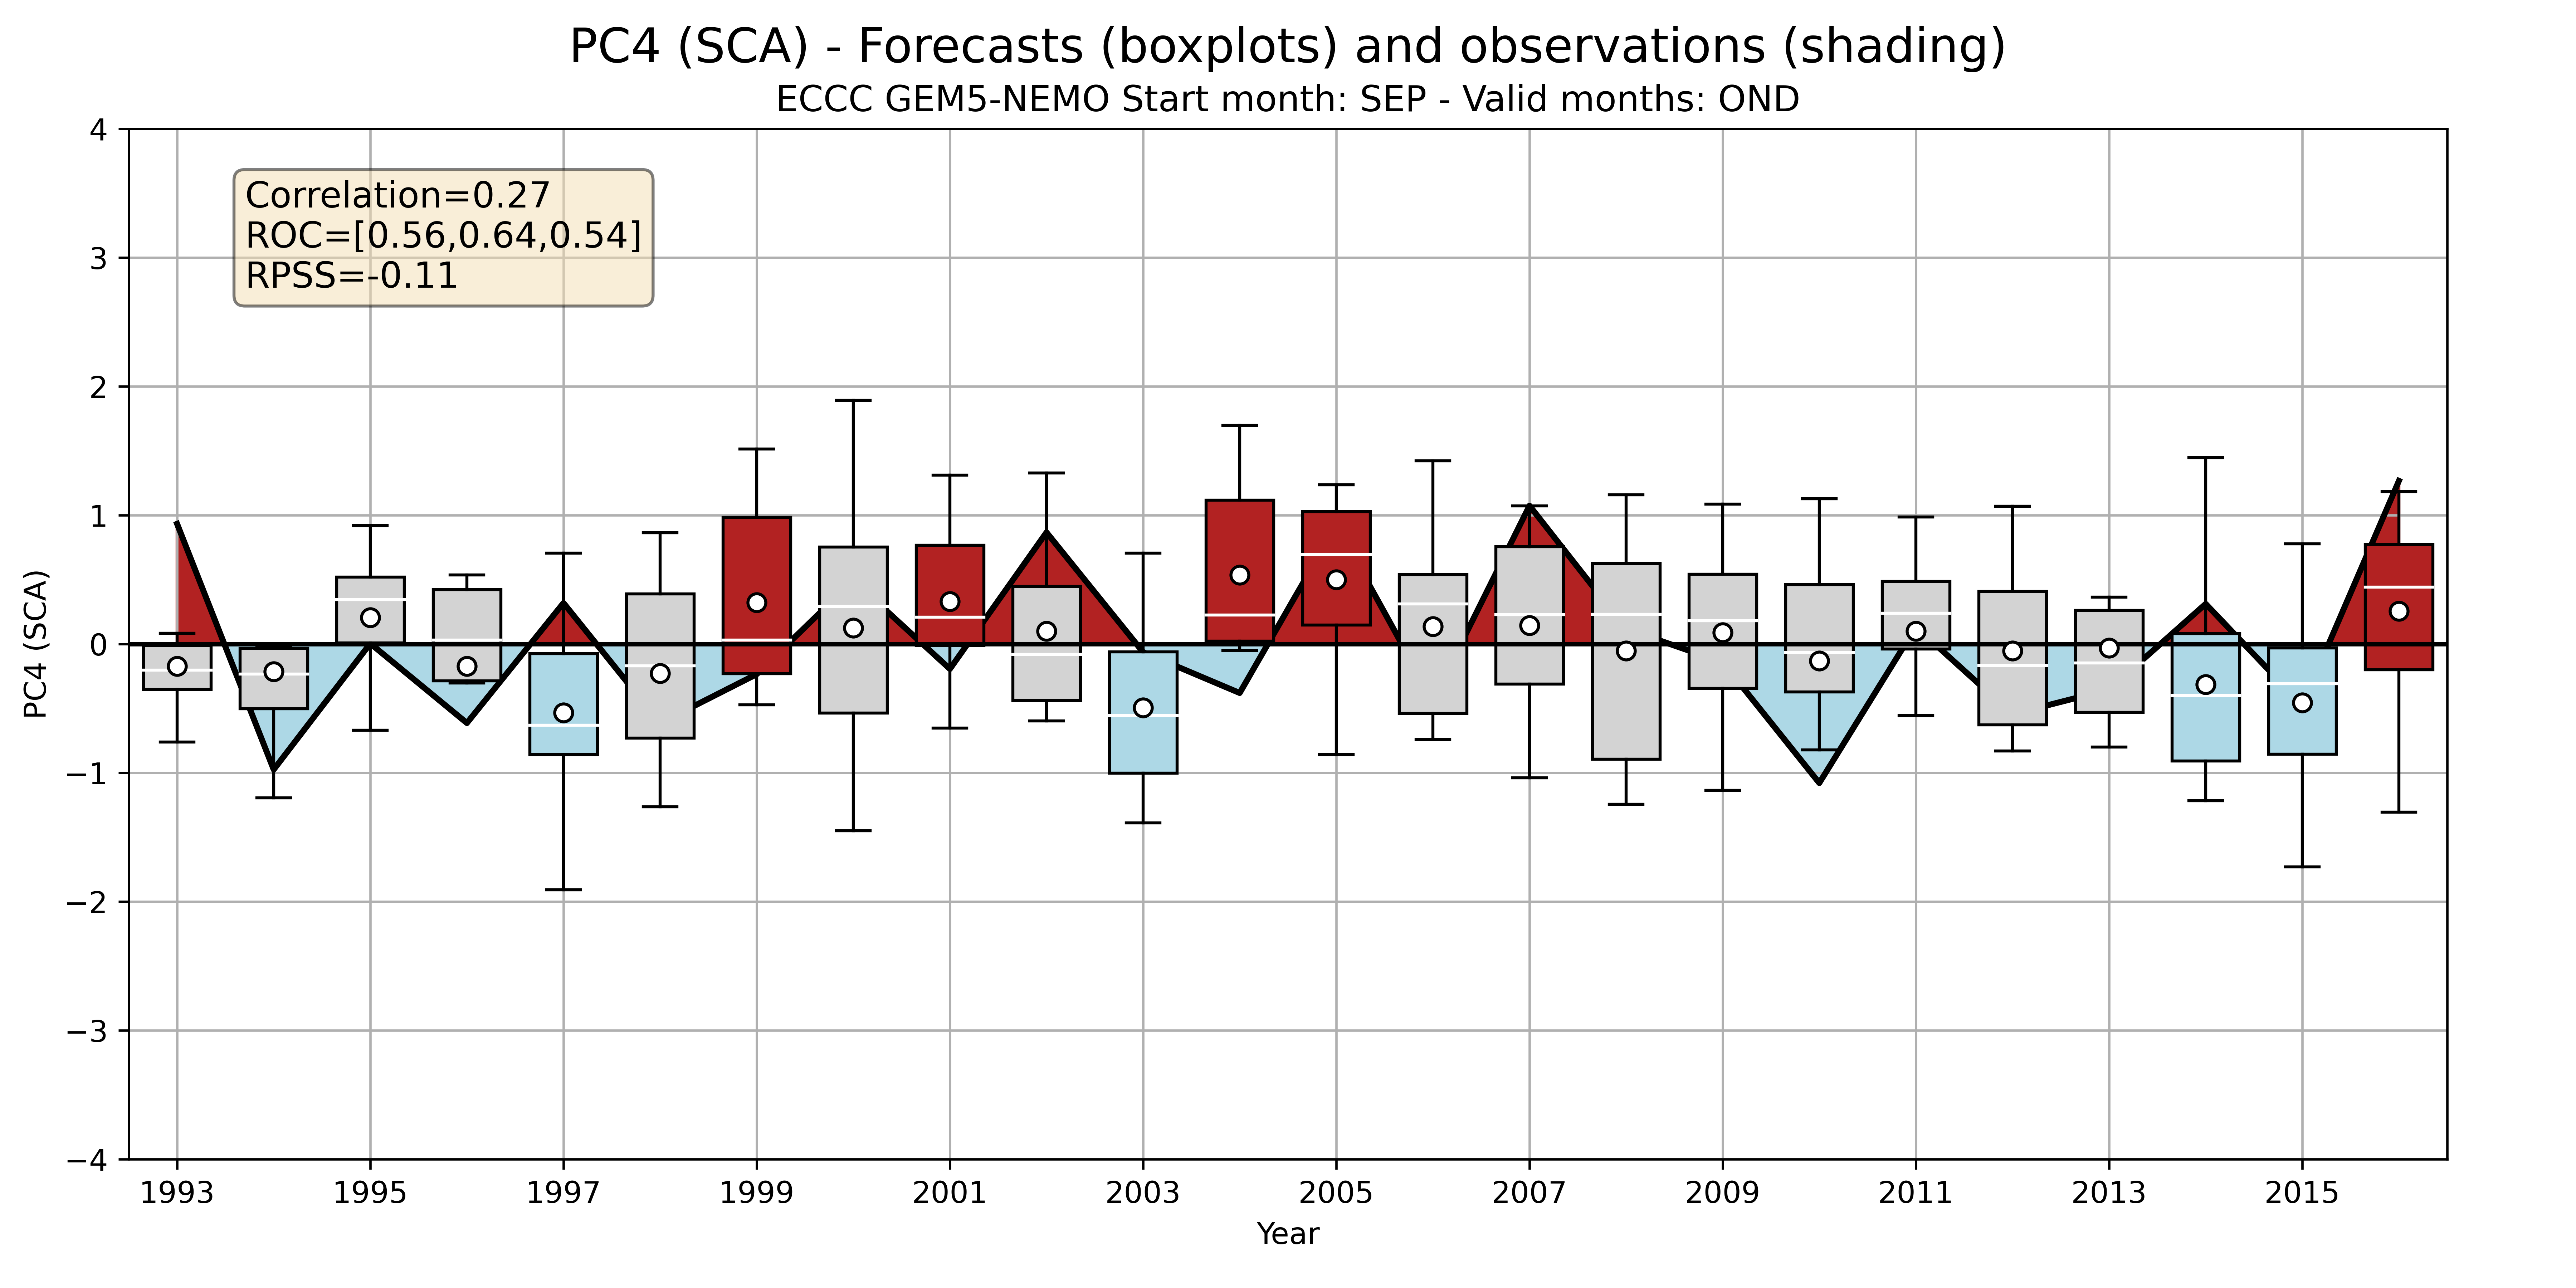 PC4 (SCA) - Forecasts (boxplots) and observations (shading)
ECCC GEM5-NEMO Start month: SEP - Valid months: OND
Correlation=0.27
ROC=[0.56,0.64,0.54]
RPSS=-0.11
PC4 (SCA)
4
3
2
1
0
−1
−2
−3
−4
1993 1995 1997 1999 2001 2003 2005 2007 2009 2011 2013 2015
Year